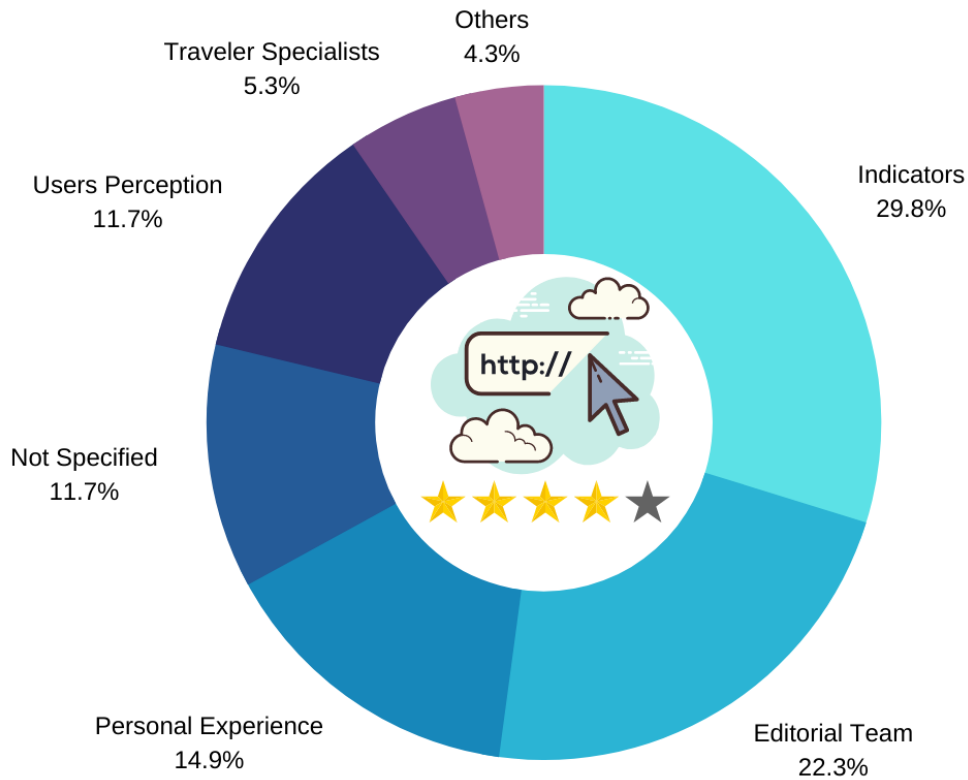 Others
4.3%
Traveler Specialists
5.3%
Indicators
29.8%
Users Perception
11.7%
http://
Not Specified
11.7%
Personal Experience
14.9%
Editorial Team
22.3%